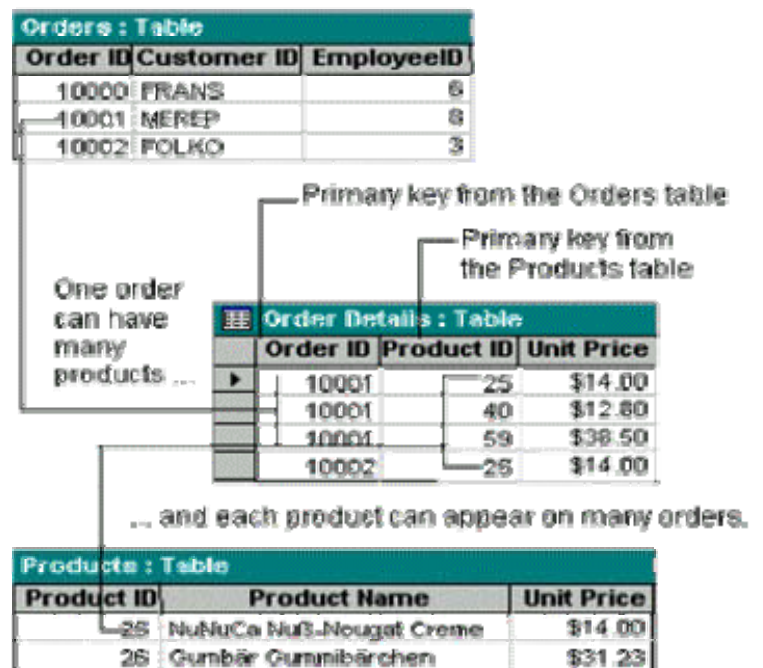 Orders : Table
Order ID Customer ID EmployeeID
10000 FRANS 6
10001 MEREP 8
10002 FOLKO 3
Primary key from the Orders table
Primary key from
the Products table
One order
can have
many
products ...
Order Details : Table
Order ID Product ID Unit Price
10001 25 $14.00
10001 40 $12.80
10001 59 $38.50
10002 25 $14.00
... and each product can appear on many orders.
Products : Table
Product ID Product Name Unit Price
25 NuNuCa Nuß-Nougat Creme $14.00
26 Gumbär Gummibärchen $31.23